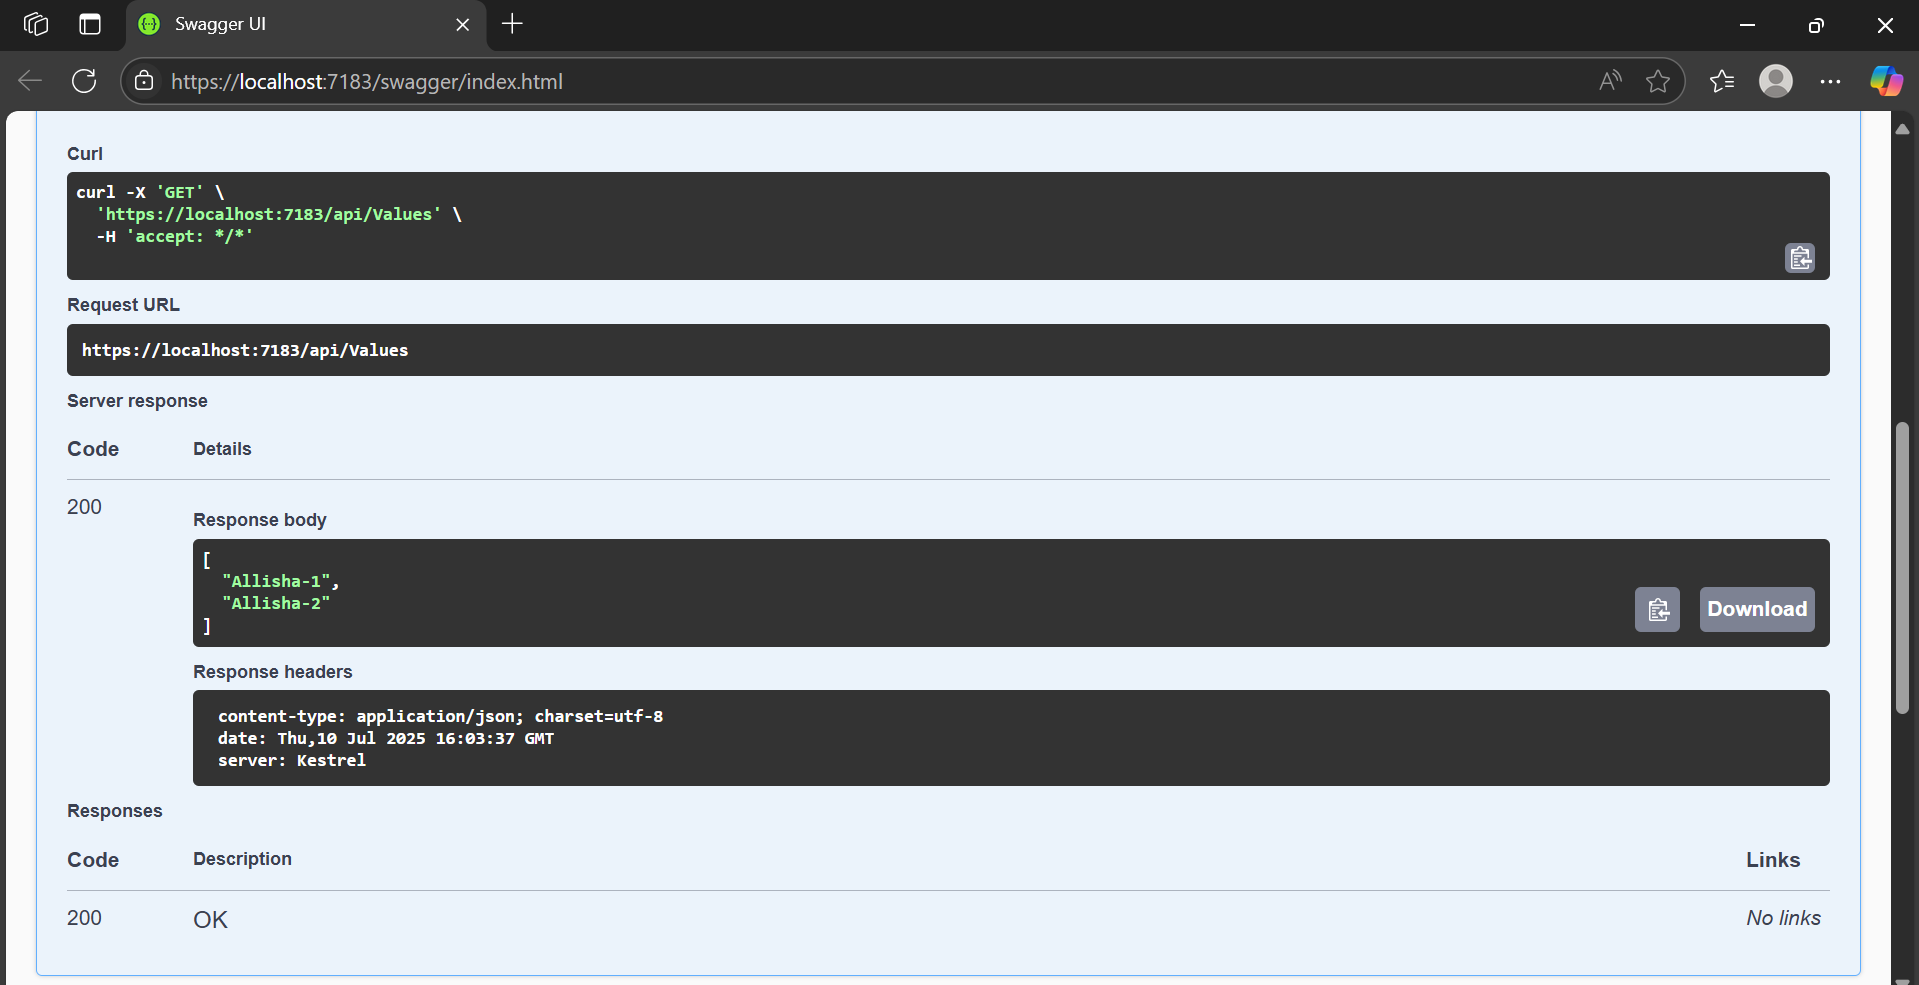 Swagger UI
https://localhost:7183/swagger/index.html
Curl
curl -X 'GET' \
'https://localhost:7183/api/Values' \
-H 'accept: */*'
Request URL
https://localhost:7183/api/Values
Server response
Code Details
200
Response body
[
"Allisha-1",
"Allisha-2"
]
Download
Response headers
content-type: application/json; charset=utf-8
date: Thu,10 Jul 2025 16:03:37 GMT
server: Kestrel
Responses
Code Description Links
200 OK No links